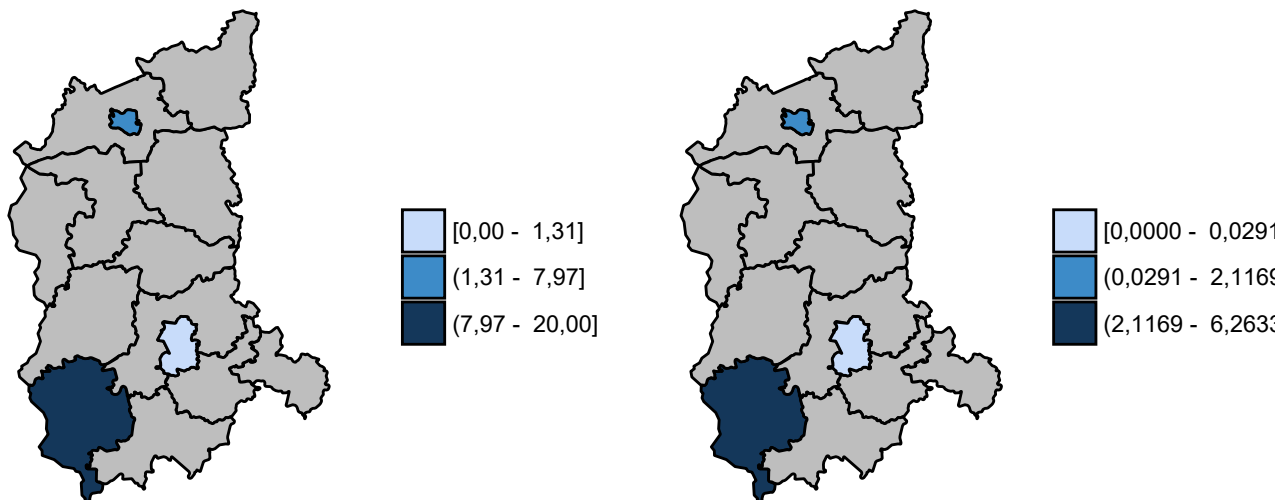 [0,00 - 1,31]
(1,31 - 7,97]
(7,97 - 20,00]
[0,0000 - 0,0291
(0,0291 - 2,1169
(2,1169 - 6,2633